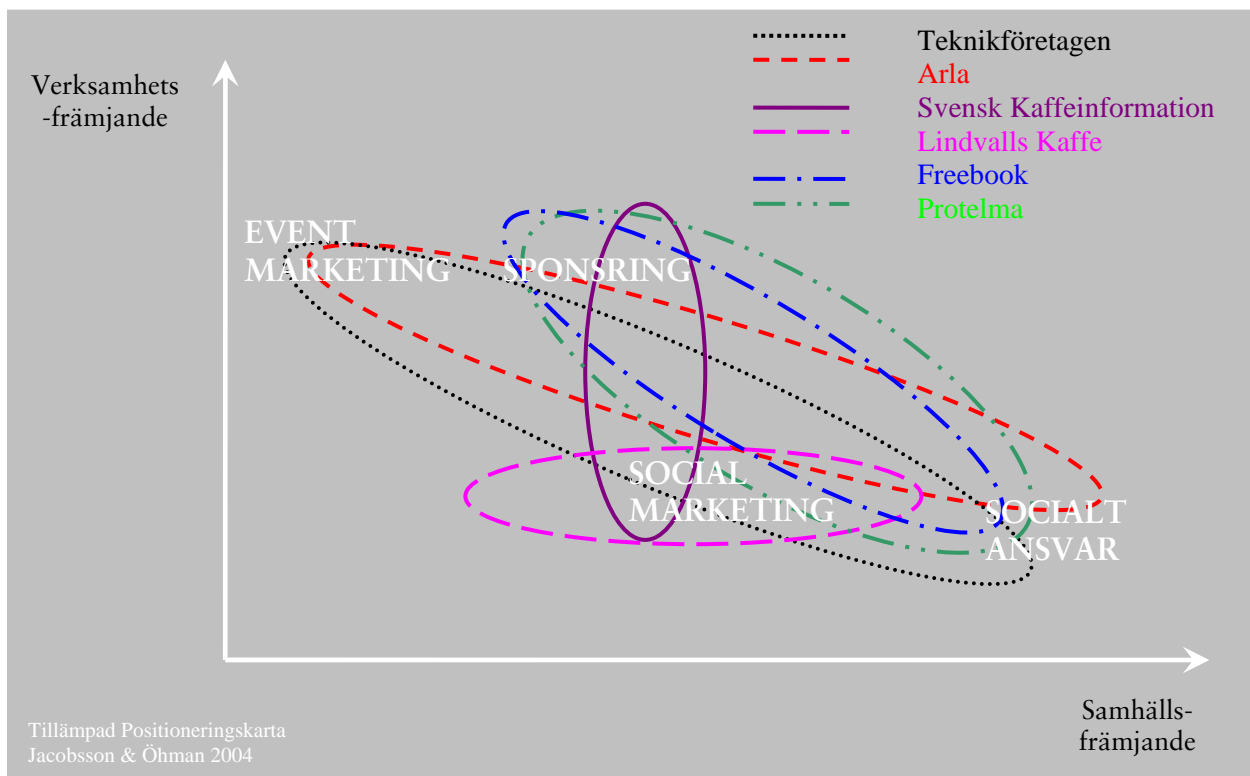 Teknikföretagen
Arla
Svensk Kaffeinformation
Lindvalls Kaffe
Freebook
Protelma
Verksamhets
-främjande
EVENT
MARKETING
SPONSRING
SOCIAL
MARKETING
SOCIALT
ANSVAR
Samhälls-
främjande
Tillämpad Positioneringskarta
Jacobsson & Öhman 2004